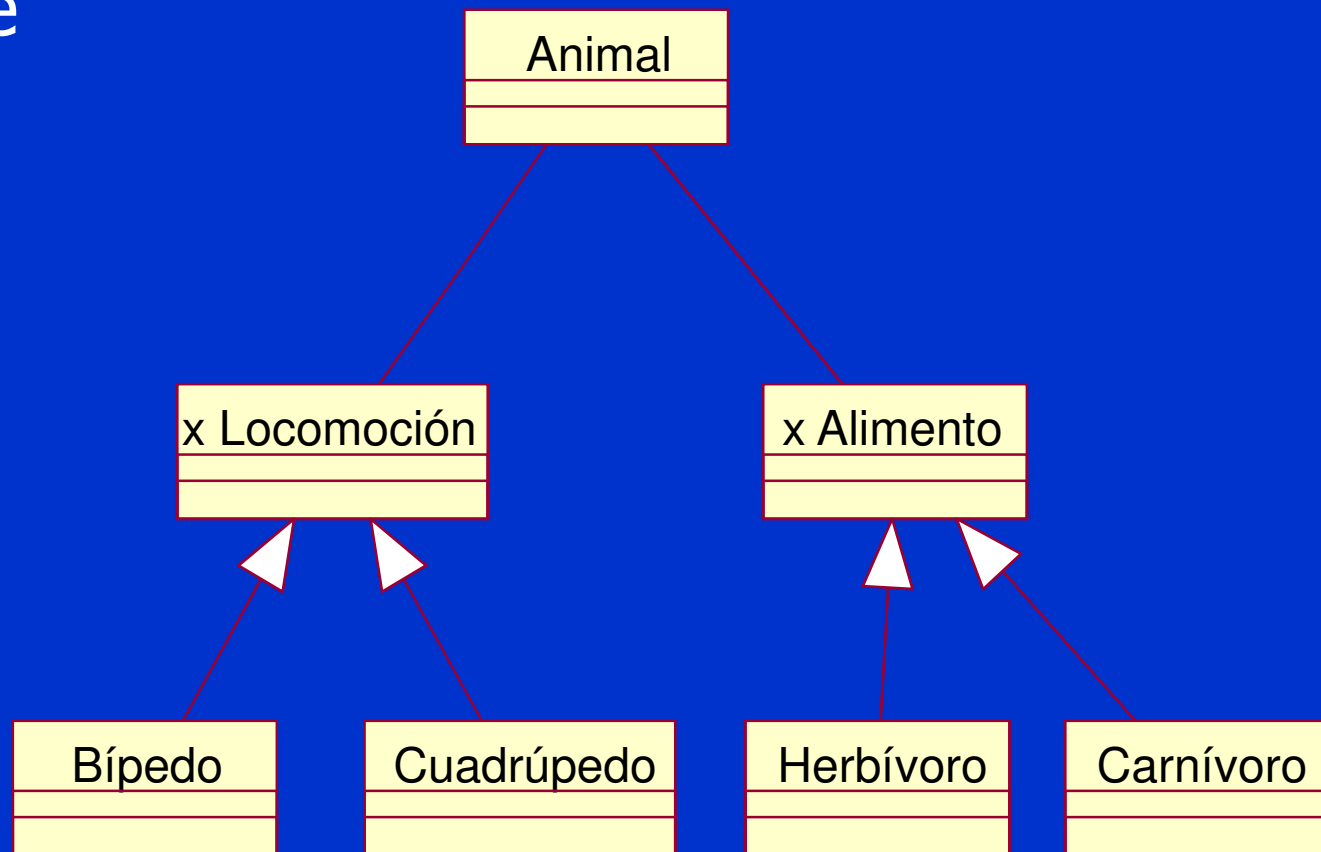 Animal
x Locomoción
x Alimento
Bípedo
Cuadrúpedo
Herbívoro
Carnívoro